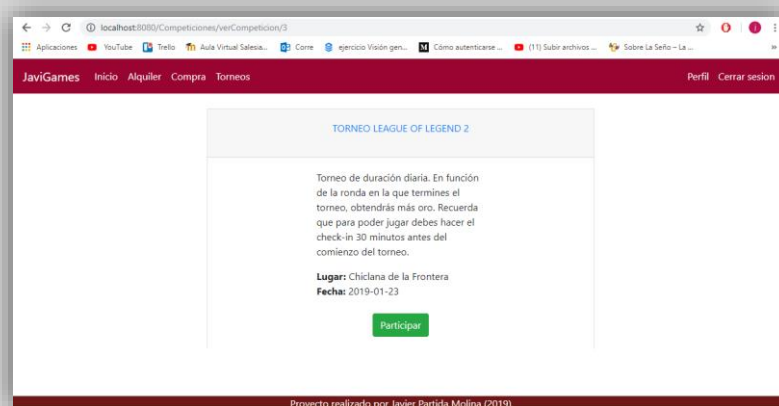 localhost:8080/Competiciones/verCompeticion/3
Aplicaciones YouTube Trello Aula Virtual Salesia... Corre ejercicio Visión gen... Cómo autenticarse ... (11) Subir archivos ... Sobre La Seño – La ... »
JaviGames Inicio Alquiler Compra Torneos Perfil Cerrar sesion
TORNEO LEAGUE OF LEGEND 2
Torneo de duración diaria. En función
de la ronda en la que termines el
torneo, obtendrás más oro. Recuerda
que para poder jugar debes hacer el
check-in 30 minutos antes del
comienzo del torneo.
Lugar: Chiclana de la Frontera
Fecha: 2019-01-23
Participar
Proyecto realizado por Javier Partida Molina (2019)